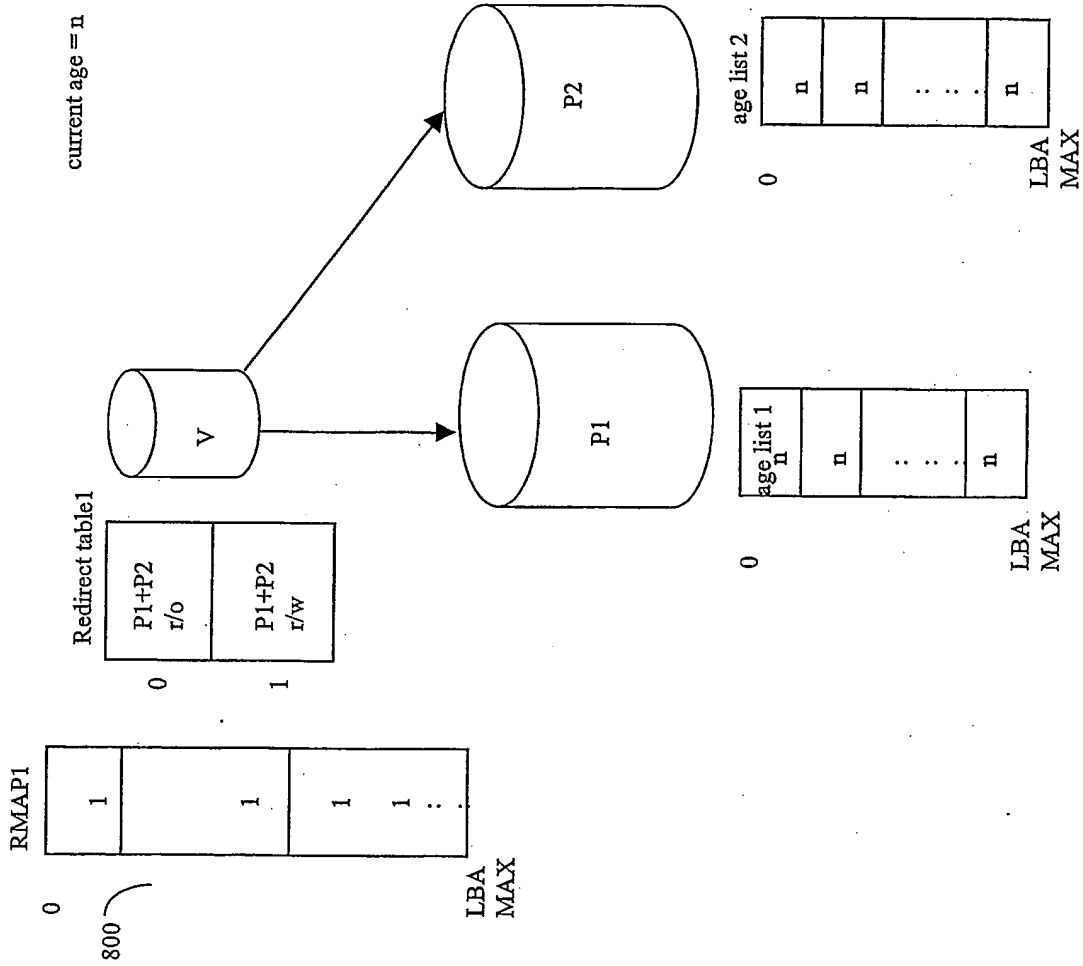 current age = n
RMAP1
0
800
1
1
1
1
:
.
LBA
MAX
Redirect table1
0
P1+P2
r/o
1
P1+P2
r/w
V
P1
P2
0
age list 1
n
n
: : .
n
LBA
MAX
age list 2
0
n
n
: : .
n
LBA
MAX